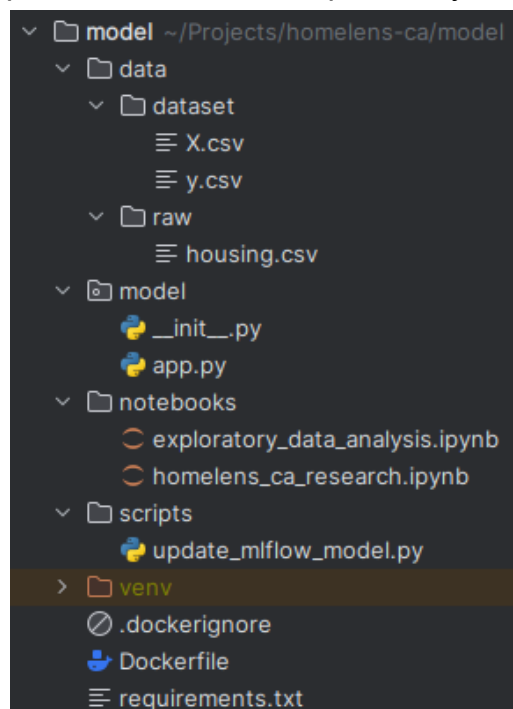 model ~/Projects/homelens-ca/model
data
dataset
X.csv
y.csv
raw
housing.csv
model
__init__.py
app.py
notebooks
exploratory_data_analysis.ipynb
homelens_ca_research.ipynb
scripts
update_mlflow_model.py
venv
.dockerignore
Dockerfile
requirements.txt